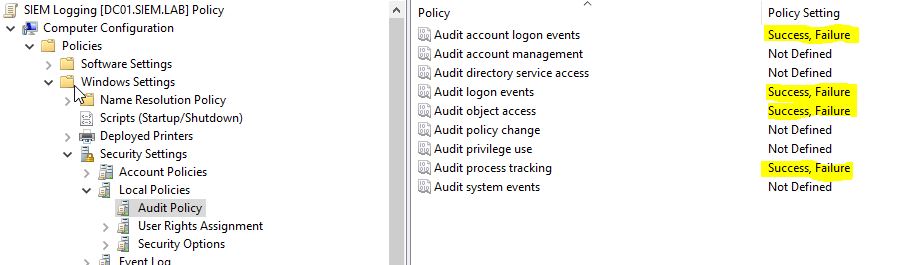 SIEM Logging [DC01.SIEM.LAB] Policy
Computer Configuration
Policies
Software Settings
Windows Settings
Name Resolution Policy
Scripts (Startup/Shutdown)
Deployed Printers
Security Settings
Account Policies
Local Policies
Audit Policy
User Rights Assignment
Security Options
Event Log
Policy Policy Setting
Audit account logon events Success, Failure
Audit account management Not Defined
Audit directory service access Not Defined
Audit logon events Success, Failure
Audit object access Success, Failure
Audit policy change Not Defined
Audit privilege use Not Defined
Audit process tracking Success, Failure
Audit system events Not Defined